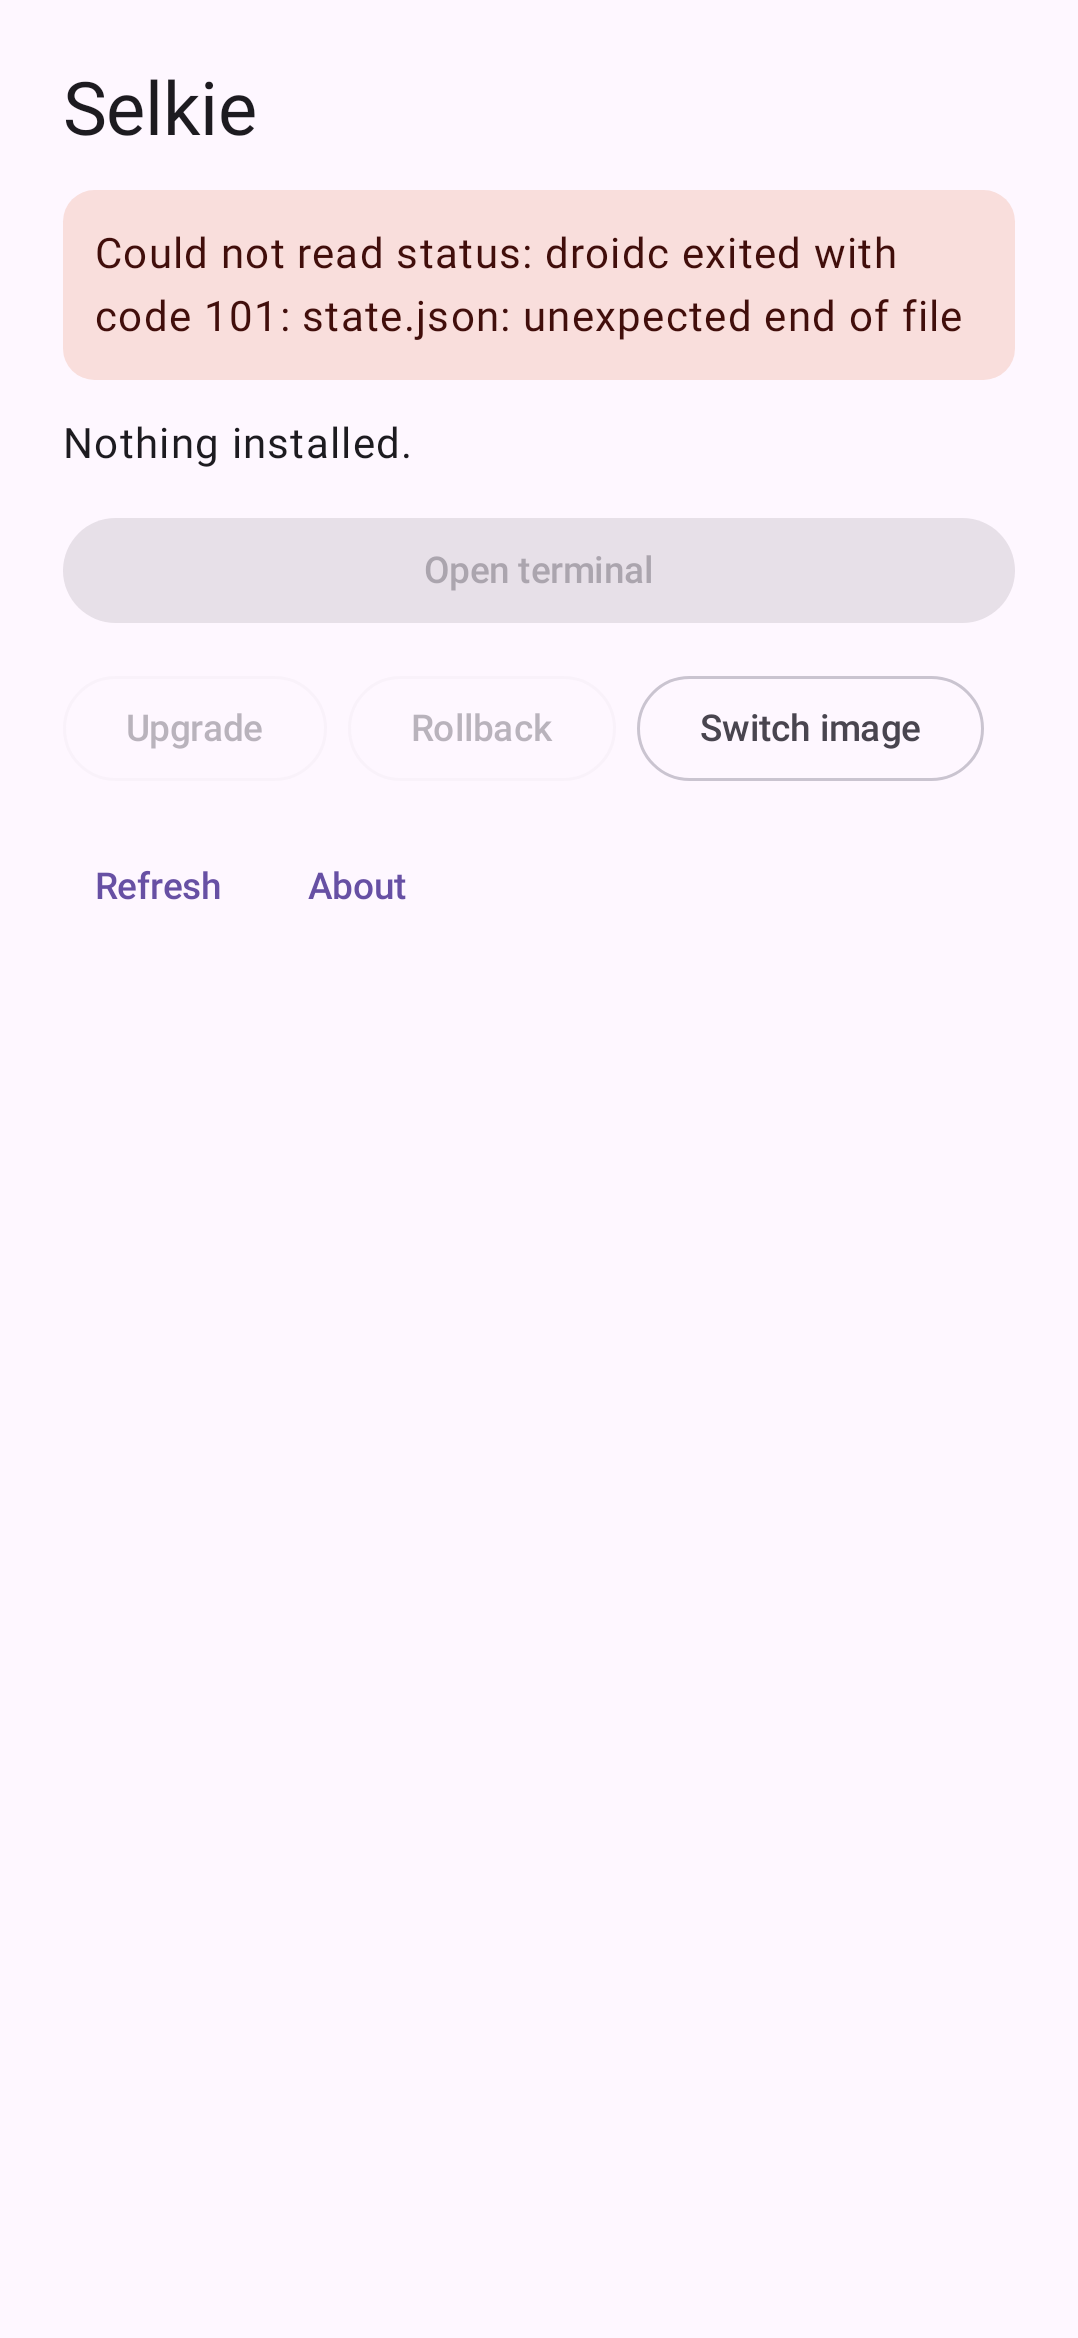 Selkie
Could not read status: droidc exited with
code 101: state.json: unexpected end of file
Nothing installed.
Open terminal
Upgrade
Rollback
Switch image
Refresh
About